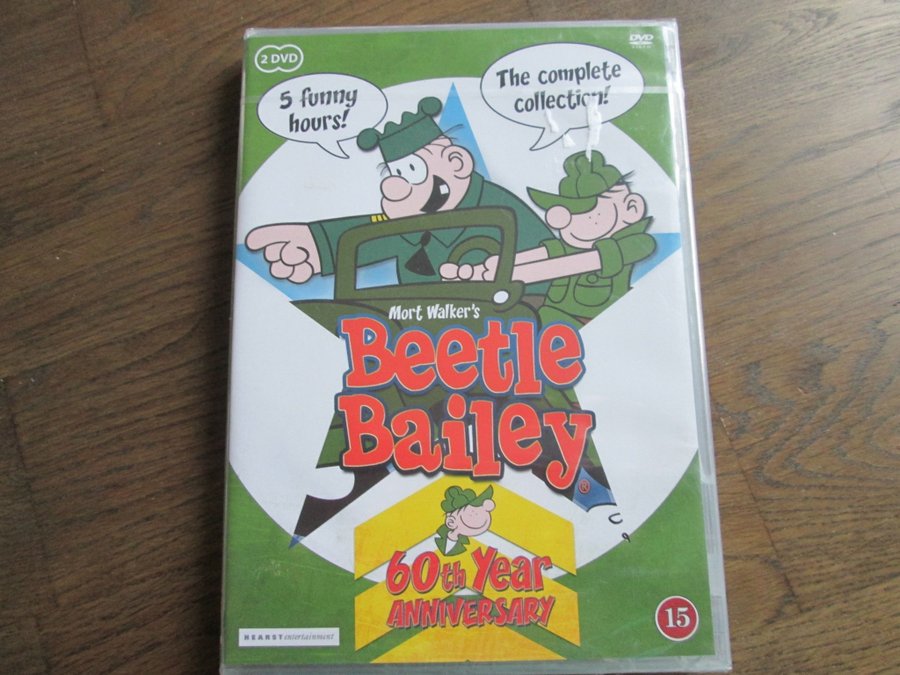 2 DVD
DVD
VIDEO
5 funny
hours!
The complete
collection!
Mort Walker's
Beetle
Bailey
®
60th Year
ANNIVERSARY
HEARST entertainment
15